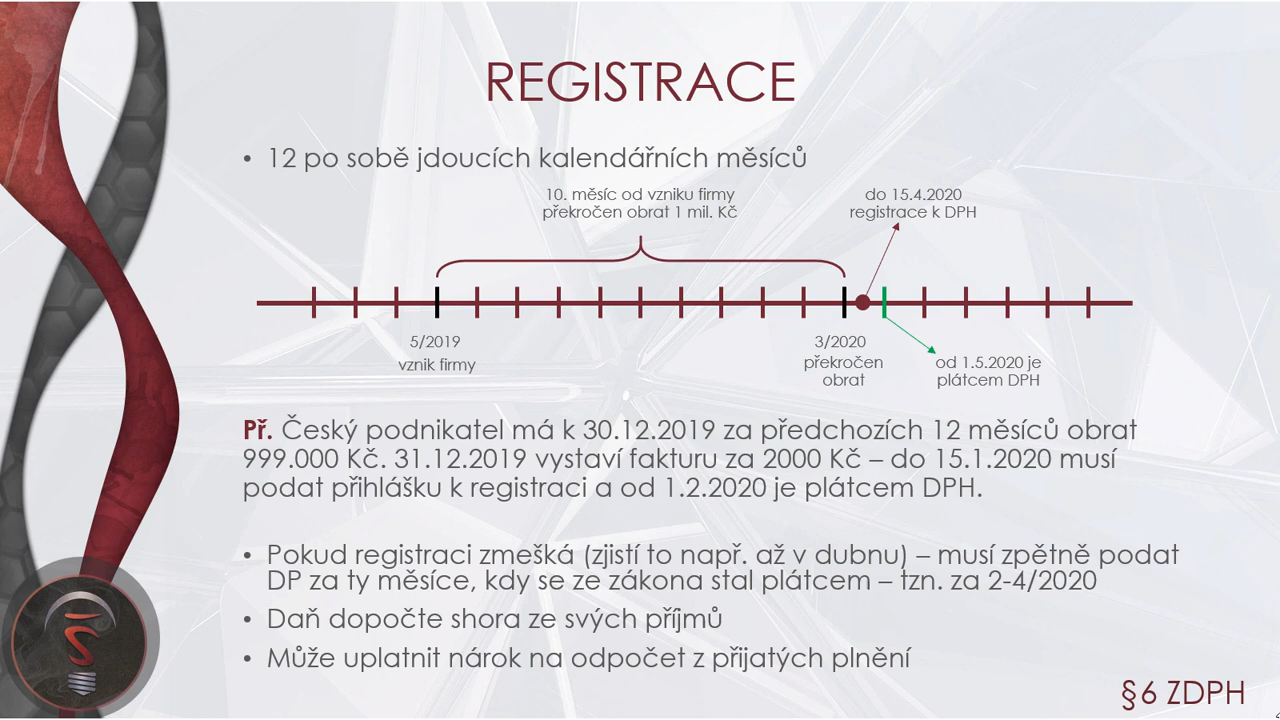 REGISTRACE
• 12 po sobě jdoucích kalendářních měsíců
10. měsíc od vzniku firmy
překročen obrat 1 mil. Kč
do 15.4.2020
registrace k DPH
5/2019
vznik firmy
3/2020
překročen
obrat
od 1.5.2020 je
plátcem DPH
Př. Český podnikatel má k 30.12.2019 za předchozích 12 měsíců obrat
999.000 Kč. 31.12.2019 vystaví fakturu za 2000 Kč – do 15.1.2020 musí
podat přihlášku k registraci a od 1.2.2020 je plátcem DPH.
• Pokud registraci zmešká (zjistí to např. až v dubnu) – musí zpětně podat
DP za ty měsíce, kdy se ze zákona stal plátcem – tzn. za 2-4/2020
• Daň dopočte shora ze svých příjmů
• Může uplatnit nárok na odpočet z přijatých plnění
§6 ZDPH